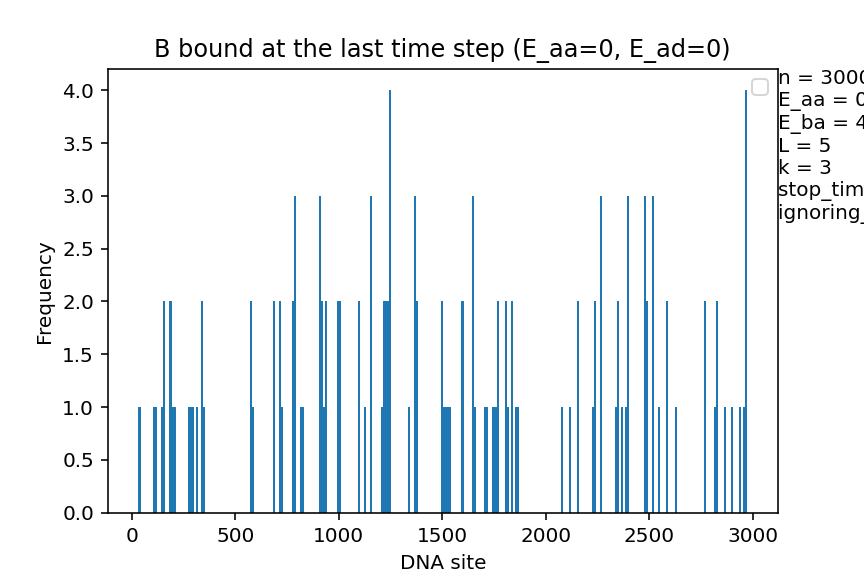 B bound at the last time step (E_aa=0, E_ad=0)
n = 3000
E_aa = 0
E_ba = 4
L = 5
k = 3
stop_tim
ignoring_
Frequency
4.0
3.5
3.0
2.5
2.0
1.5
1.0
0.5
0.0
0 500 1000 1500 2000 2500 3000
DNA site